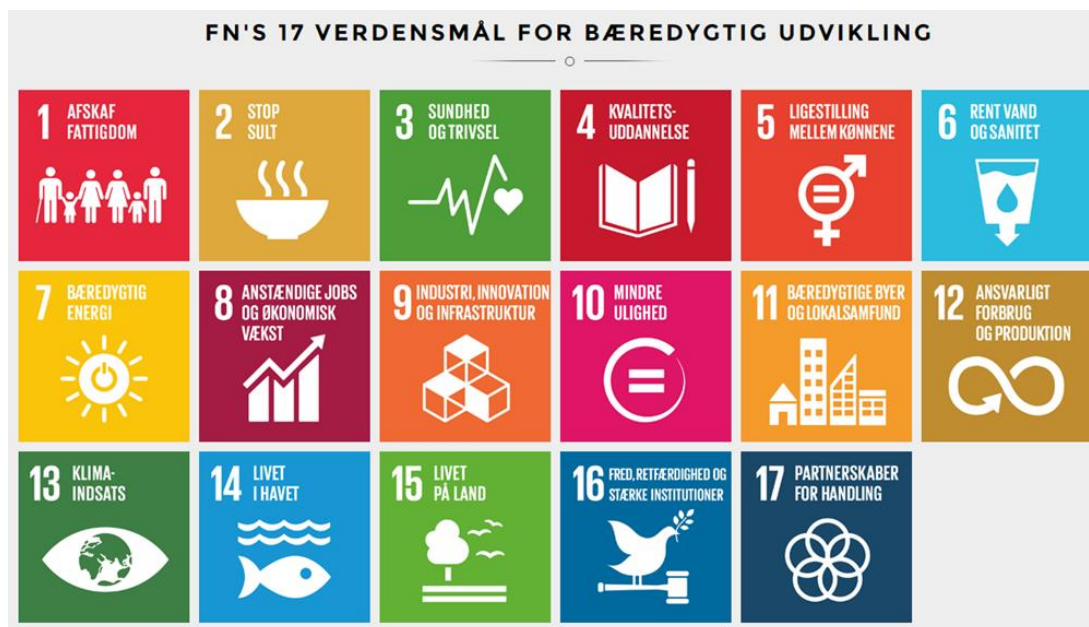 FN'S 17 VERDENSMÅL FOR BÆREDYGTIG UDVIKLING
1 AFSKAF
FATTIGDOM
2 STOP
SULT
3 SUNDHED
OG TRIVSEL
4 KVALITETS-
UDDANNELSE
5 LIGESTILLING
MELLEM KØNNENE
6 RENT VAND
OG SANITET
7 BÆREDYGTIG
ENERGI
8 ANSTÆNDIGE JOBS
OG ØKONOMISK
VÆKST
9 INDUSTRI, INNOVATION
OG INFRASTRUKTUR
10 MINDRE
ULIGHED
11 BÆREDYGTIGE BYER
OG LOKALSAMFUND
12 ANSVARLIGT
FORBRUG
OG PRODUKTION
13 KLIMA-
INDSATS
14 LIVET
I HAVET
15 LIVET
PÅ LAND
16 FRED, RETFÆRDIGHED OG
STÆRKE INSTITUTIONER
17 PARTNERSKABER
FOR HANDLING